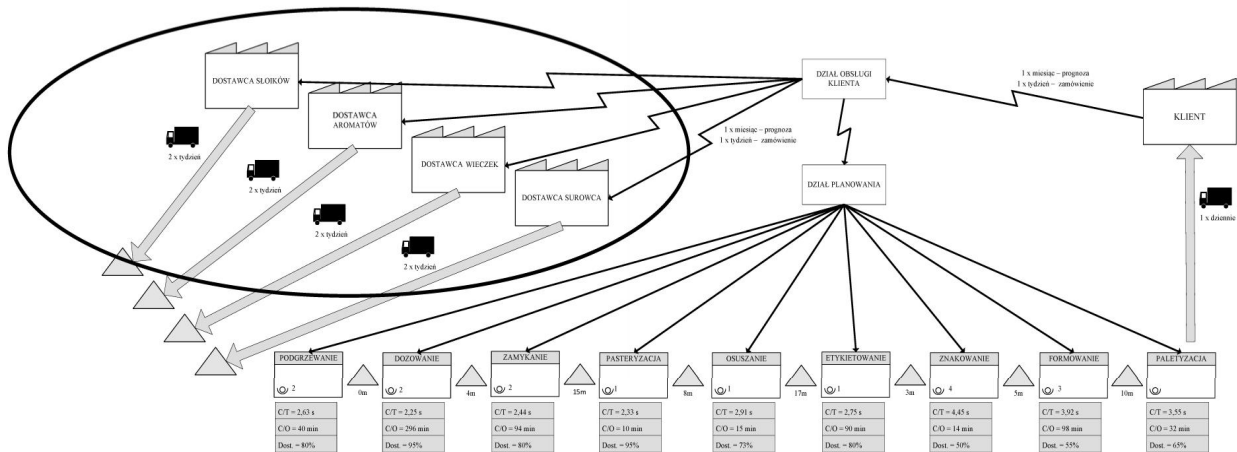 DOSTAWCA SŁOIKÓW
DOSTAWCA
AROMATÓW
DOSTAWCA WIECZEK
DOSTAWCA SUROWCA
2 x tydzień
2 x tydzień
2 x tydzień
2 x tydzień
DZIAŁ OBSŁUGI
KLIENTA
1 x miesiąc – prognoza
1 x tydzień – zamówienie
KLIENT
1 x miesiąc – prognoza
1 x tydzień – zamówienie
DZIAŁ PLANOWANIA
1 x dziennie
PODGRZEWANIE
2
C/T = 2,63 s
C/O = 40 min
Dost. = 80%
0m
DOZOWANIE
2
C/T = 2,25 s
C/O = 296 min
Dost. = 95%
4m
ZAMYKANIE
2
C/T = 2,44 s
C/O = 94 min
Dost. = 80%
15m
PASTERYZACJA
1
C/T = 2,33 s
C/O = 10 min
Dost. = 95%
8m
OSUSZANIE
1
C/T = 2,91 s
C/O = 15 min
Dost. = 73%
17m
ETYKIETOWANIE
1
C/T = 2,75 s
C/O = 90 min
Dost. = 80%
3m
ZNAKOWANIE
4
C/T = 4,45 s
C/O = 14 min
Dost. = 50%
5m
FORMOWANIE
3
C/T = 3,92 s
C/O = 98 min
Dost. = 55%
10m
PALETYZACJA
C/T = 3,55 s
C/O = 32 min
Dost. = 65%